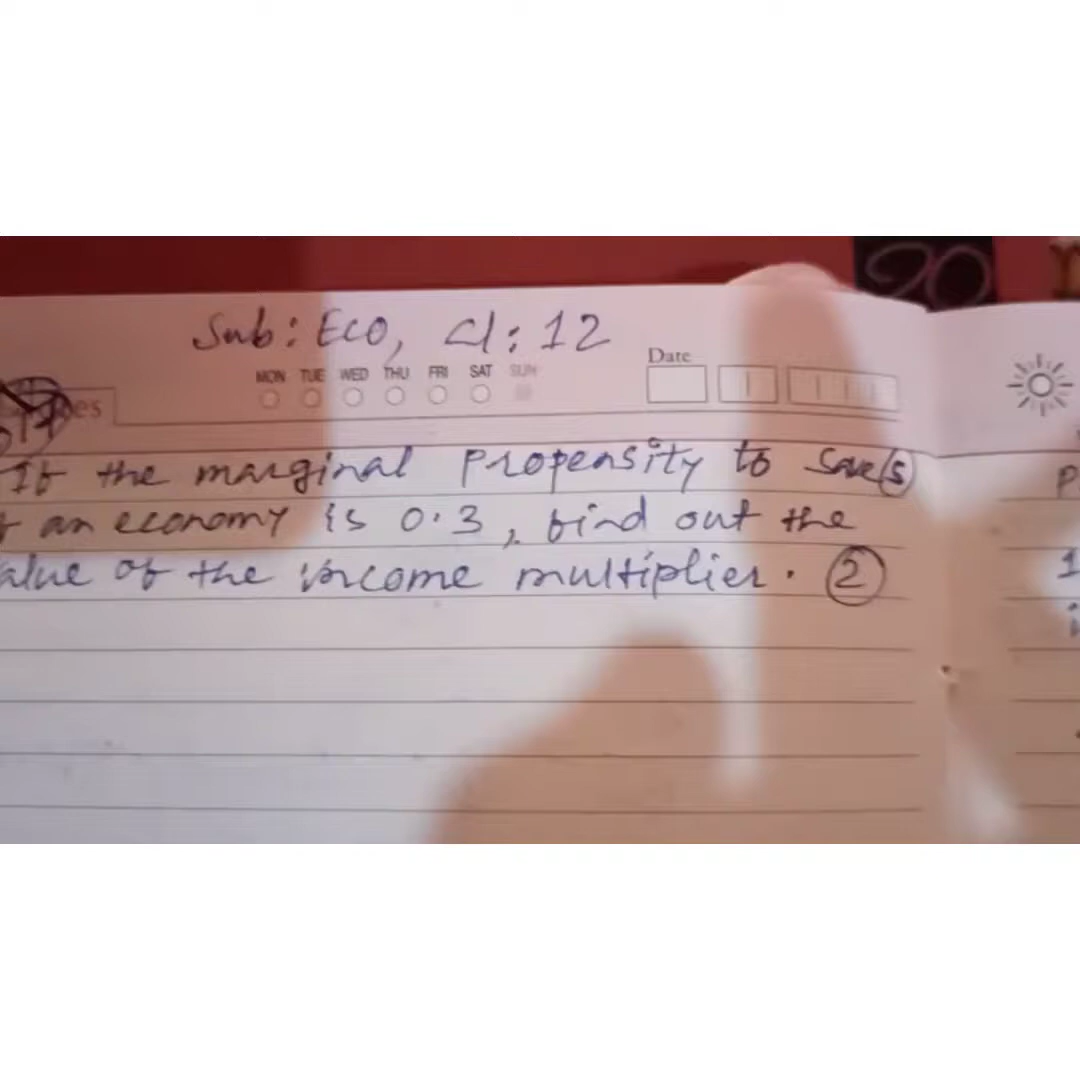 90
Sub: Eco, Cl: 12
MON TUE WED THU FRI SAT SUN
Date
If the marginal propensity to save(s)
an economy is 0.3, find out the
of the income multiplier. (2)